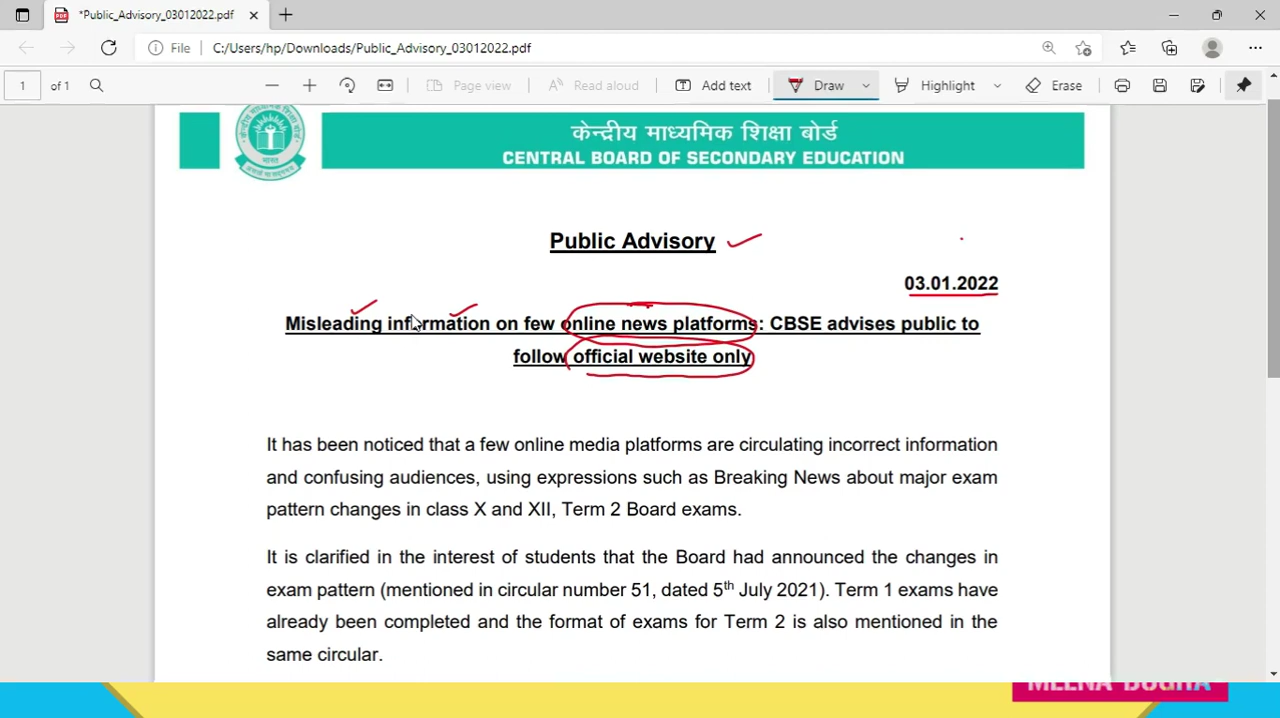 *Public_Advisory_03012022.pdf
File C:/Users/hp/Downloads/Public_Advisory_03012022.pdf
1 of 1 Page view Read aloud Add text Draw Highlight Erase
केन्द्रीय माध्यमिक शिक्षा बोर्ड
CENTRAL BOARD OF SECONDARY EDUCATION
भारत
Public Advisory
03.01.2022
Misleading information on few online news platforms: CBSE advises public to
follow official website only
It has been noticed that a few online media platforms are circulating incorrect information
and confusing audiences, using expressions such as Breaking News about major exam
pattern changes in class X and XII, Term 2 Board exams.
It is clarified in the interest of students that the Board had announced the changes in
exam pattern (mentioned in circular number 51, dated 5th July 2021). Term 1 exams have
already been completed and the format of exams for Term 2 is also mentioned in the
same circular.